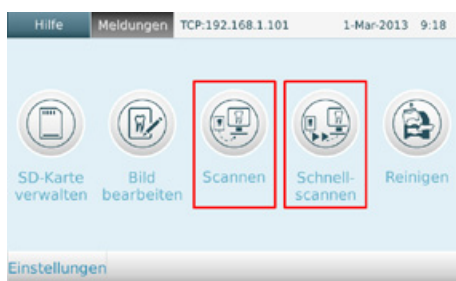 Hilfe Meldungen TCP:192.168.1.101 1-Mar-2013 9:18
SD-Karte
verwalten
Bild
bearbeiten
Scannen
Schnell-
scannen
Reinigen
Einstellungen